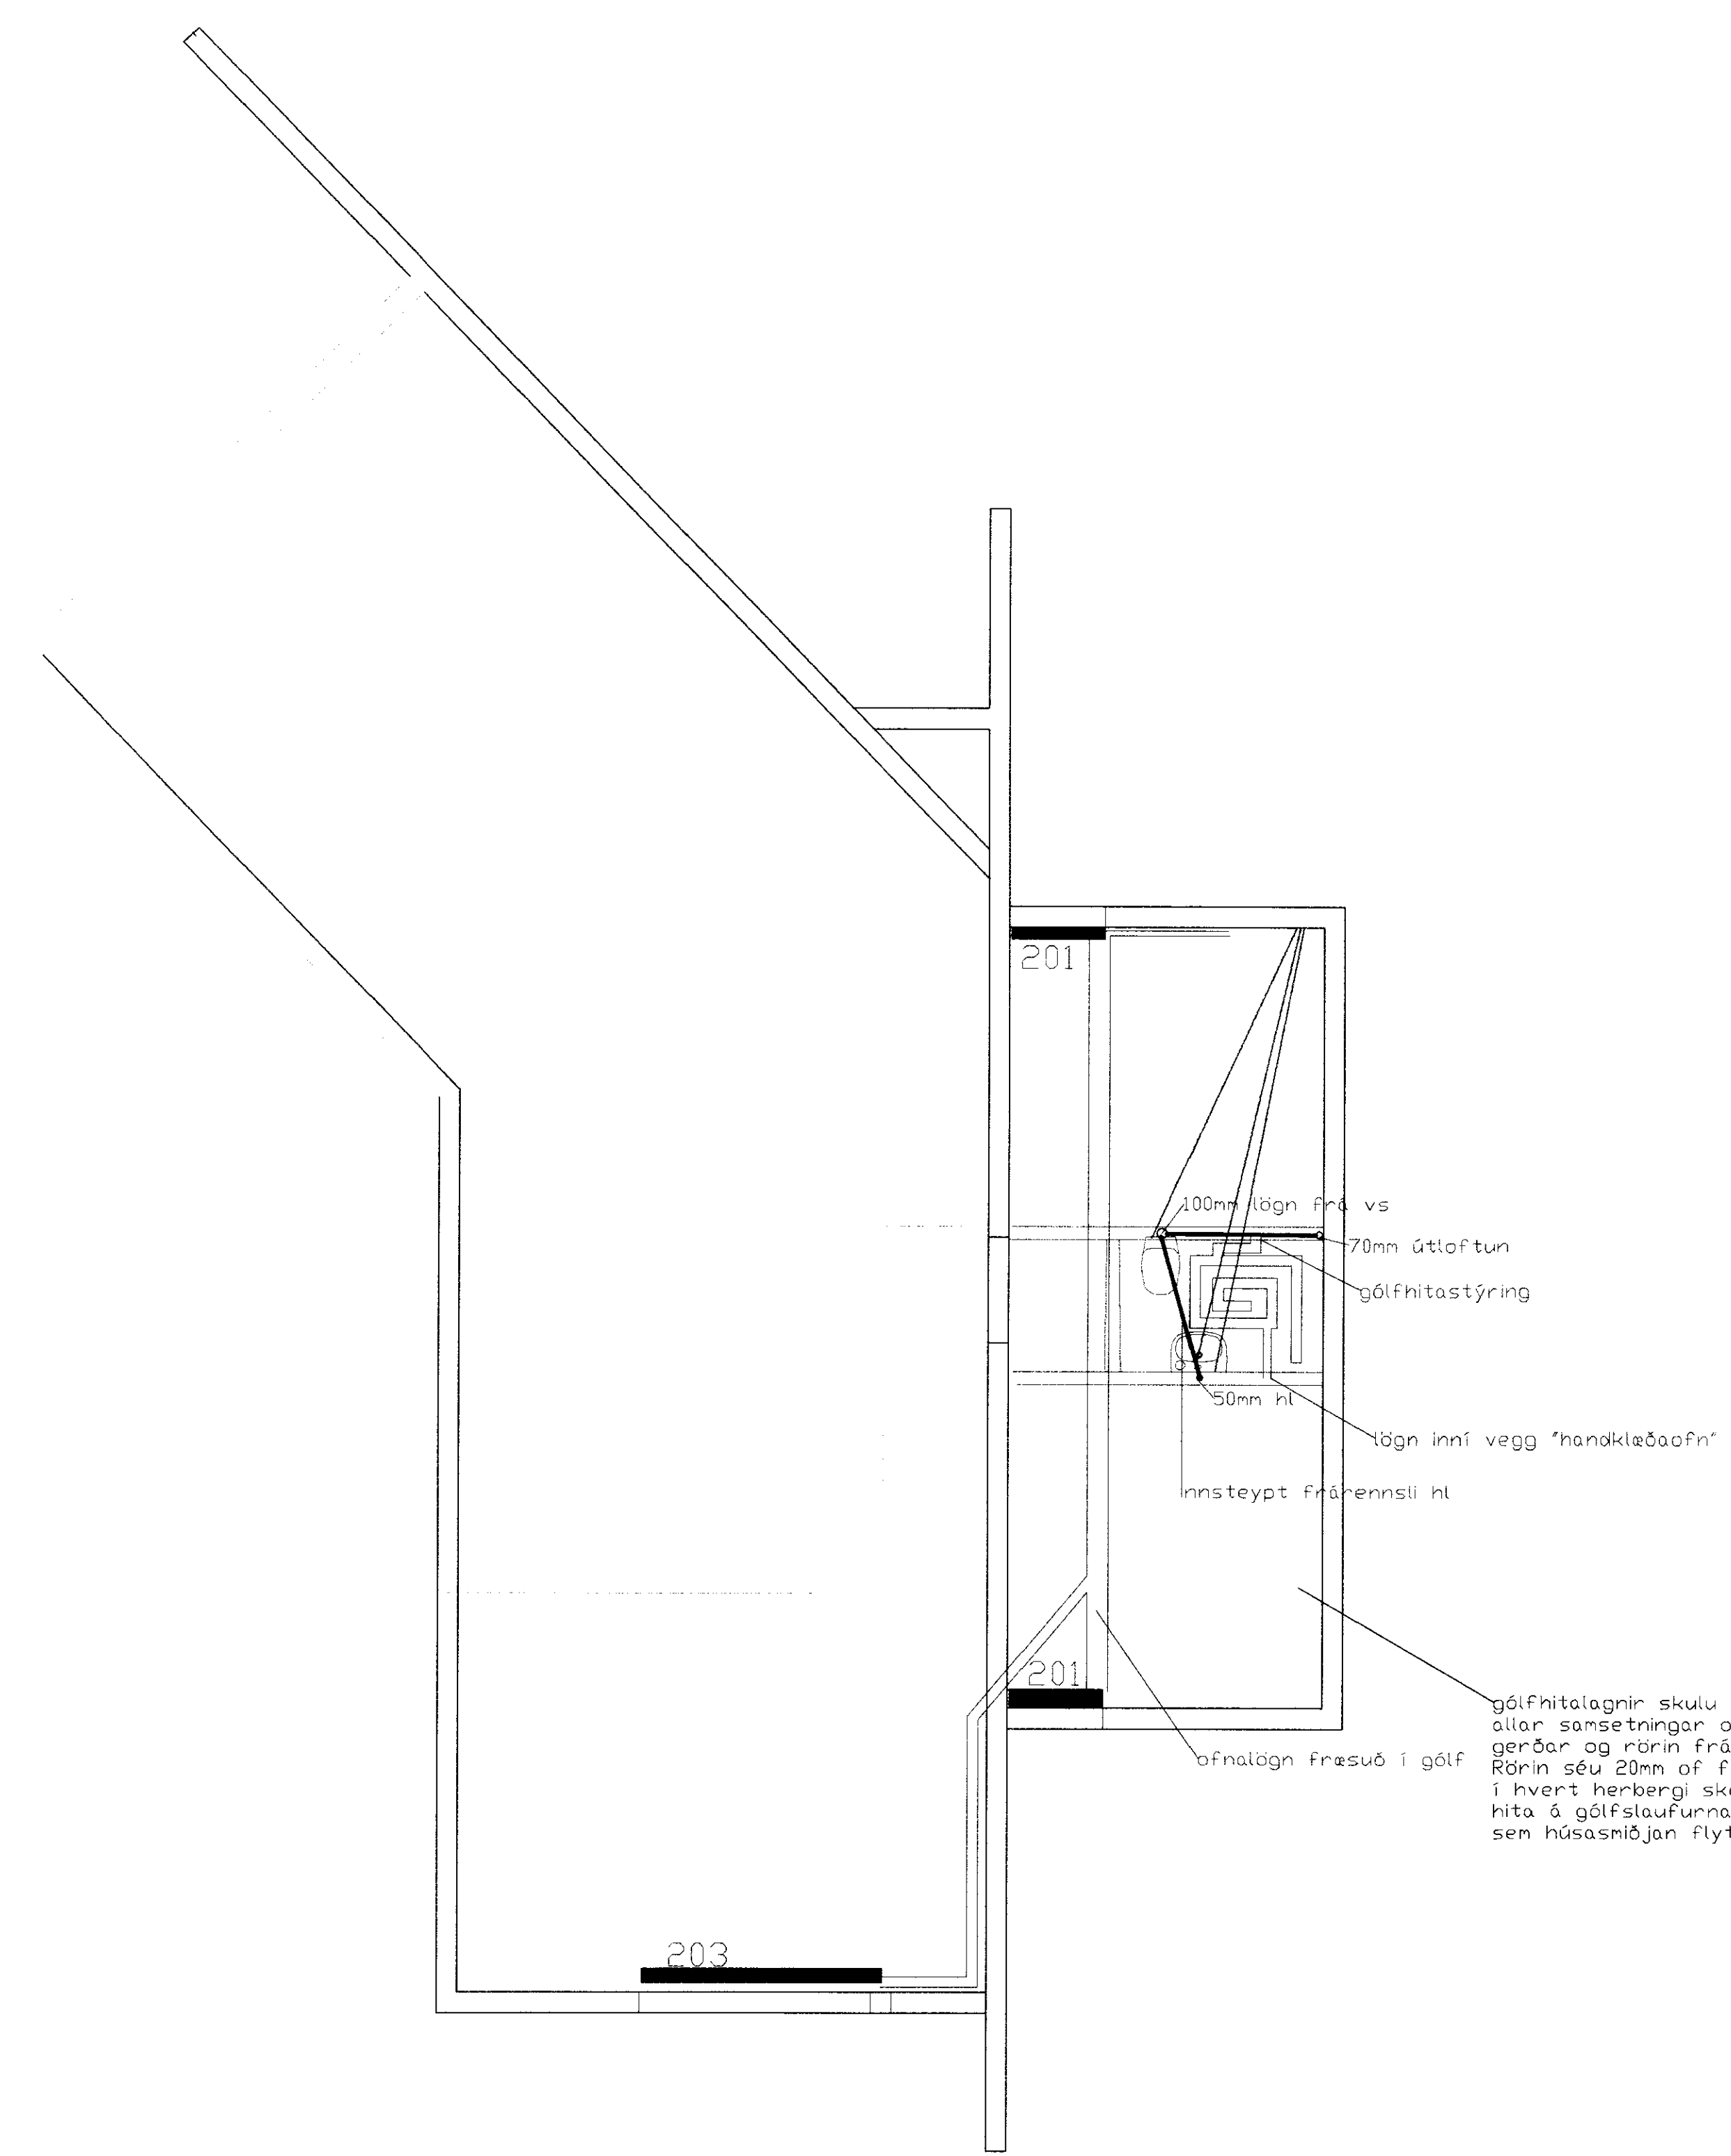 201
100mm lögn frá vs
70mm útloftun
gólfhitastýring
50mm hl
lögn inní vegg "handklæðaofn"
innsteypt frárennsli hl
201
gólfhitalagnir skulu
allar samsetningar o
gerðar og rörin frá
Rörin séu 20mm of f
í hvert herbergi sk
hita á gólfslaufurna
sem húsasmiðjan flyt
ofnalögn fræsuð í gólf
203